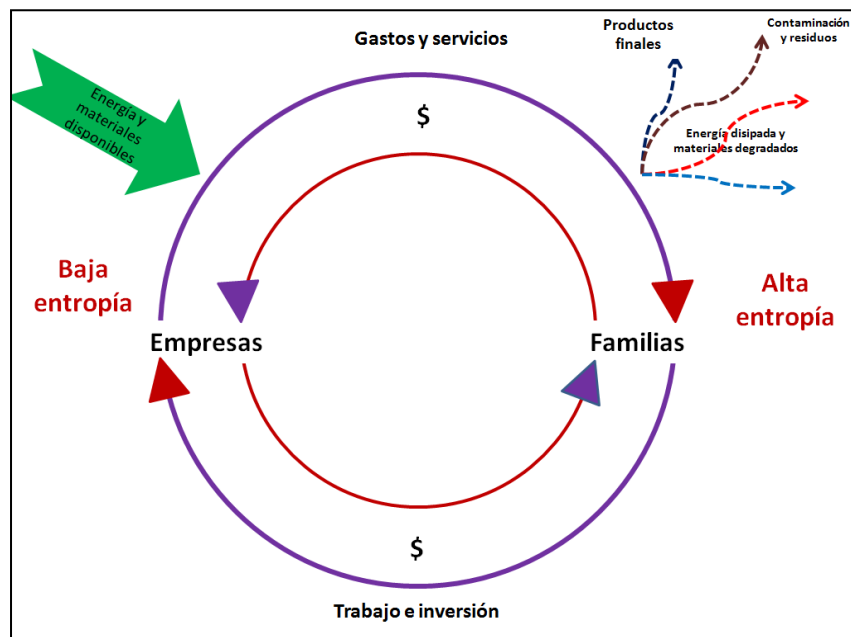 Gastos y servicios
Productos
finales
Contaminación
y residuos
Energía y
materiales
disponibles
$
Energía disipada y
materiales degradados
Baja
entropía
Alta
entropía
Empresas
Familias
$
Trabajo e inversión